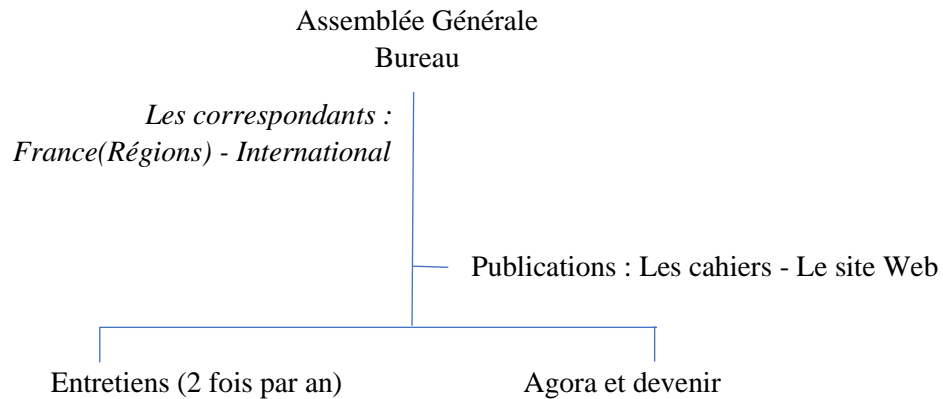 Assemblée Générale
Bureau
Les correspondants :
France(Régions) - International
Publications : Les cahiers - Le site Web
Entretiens (2 fois par an)
Agora et devenir